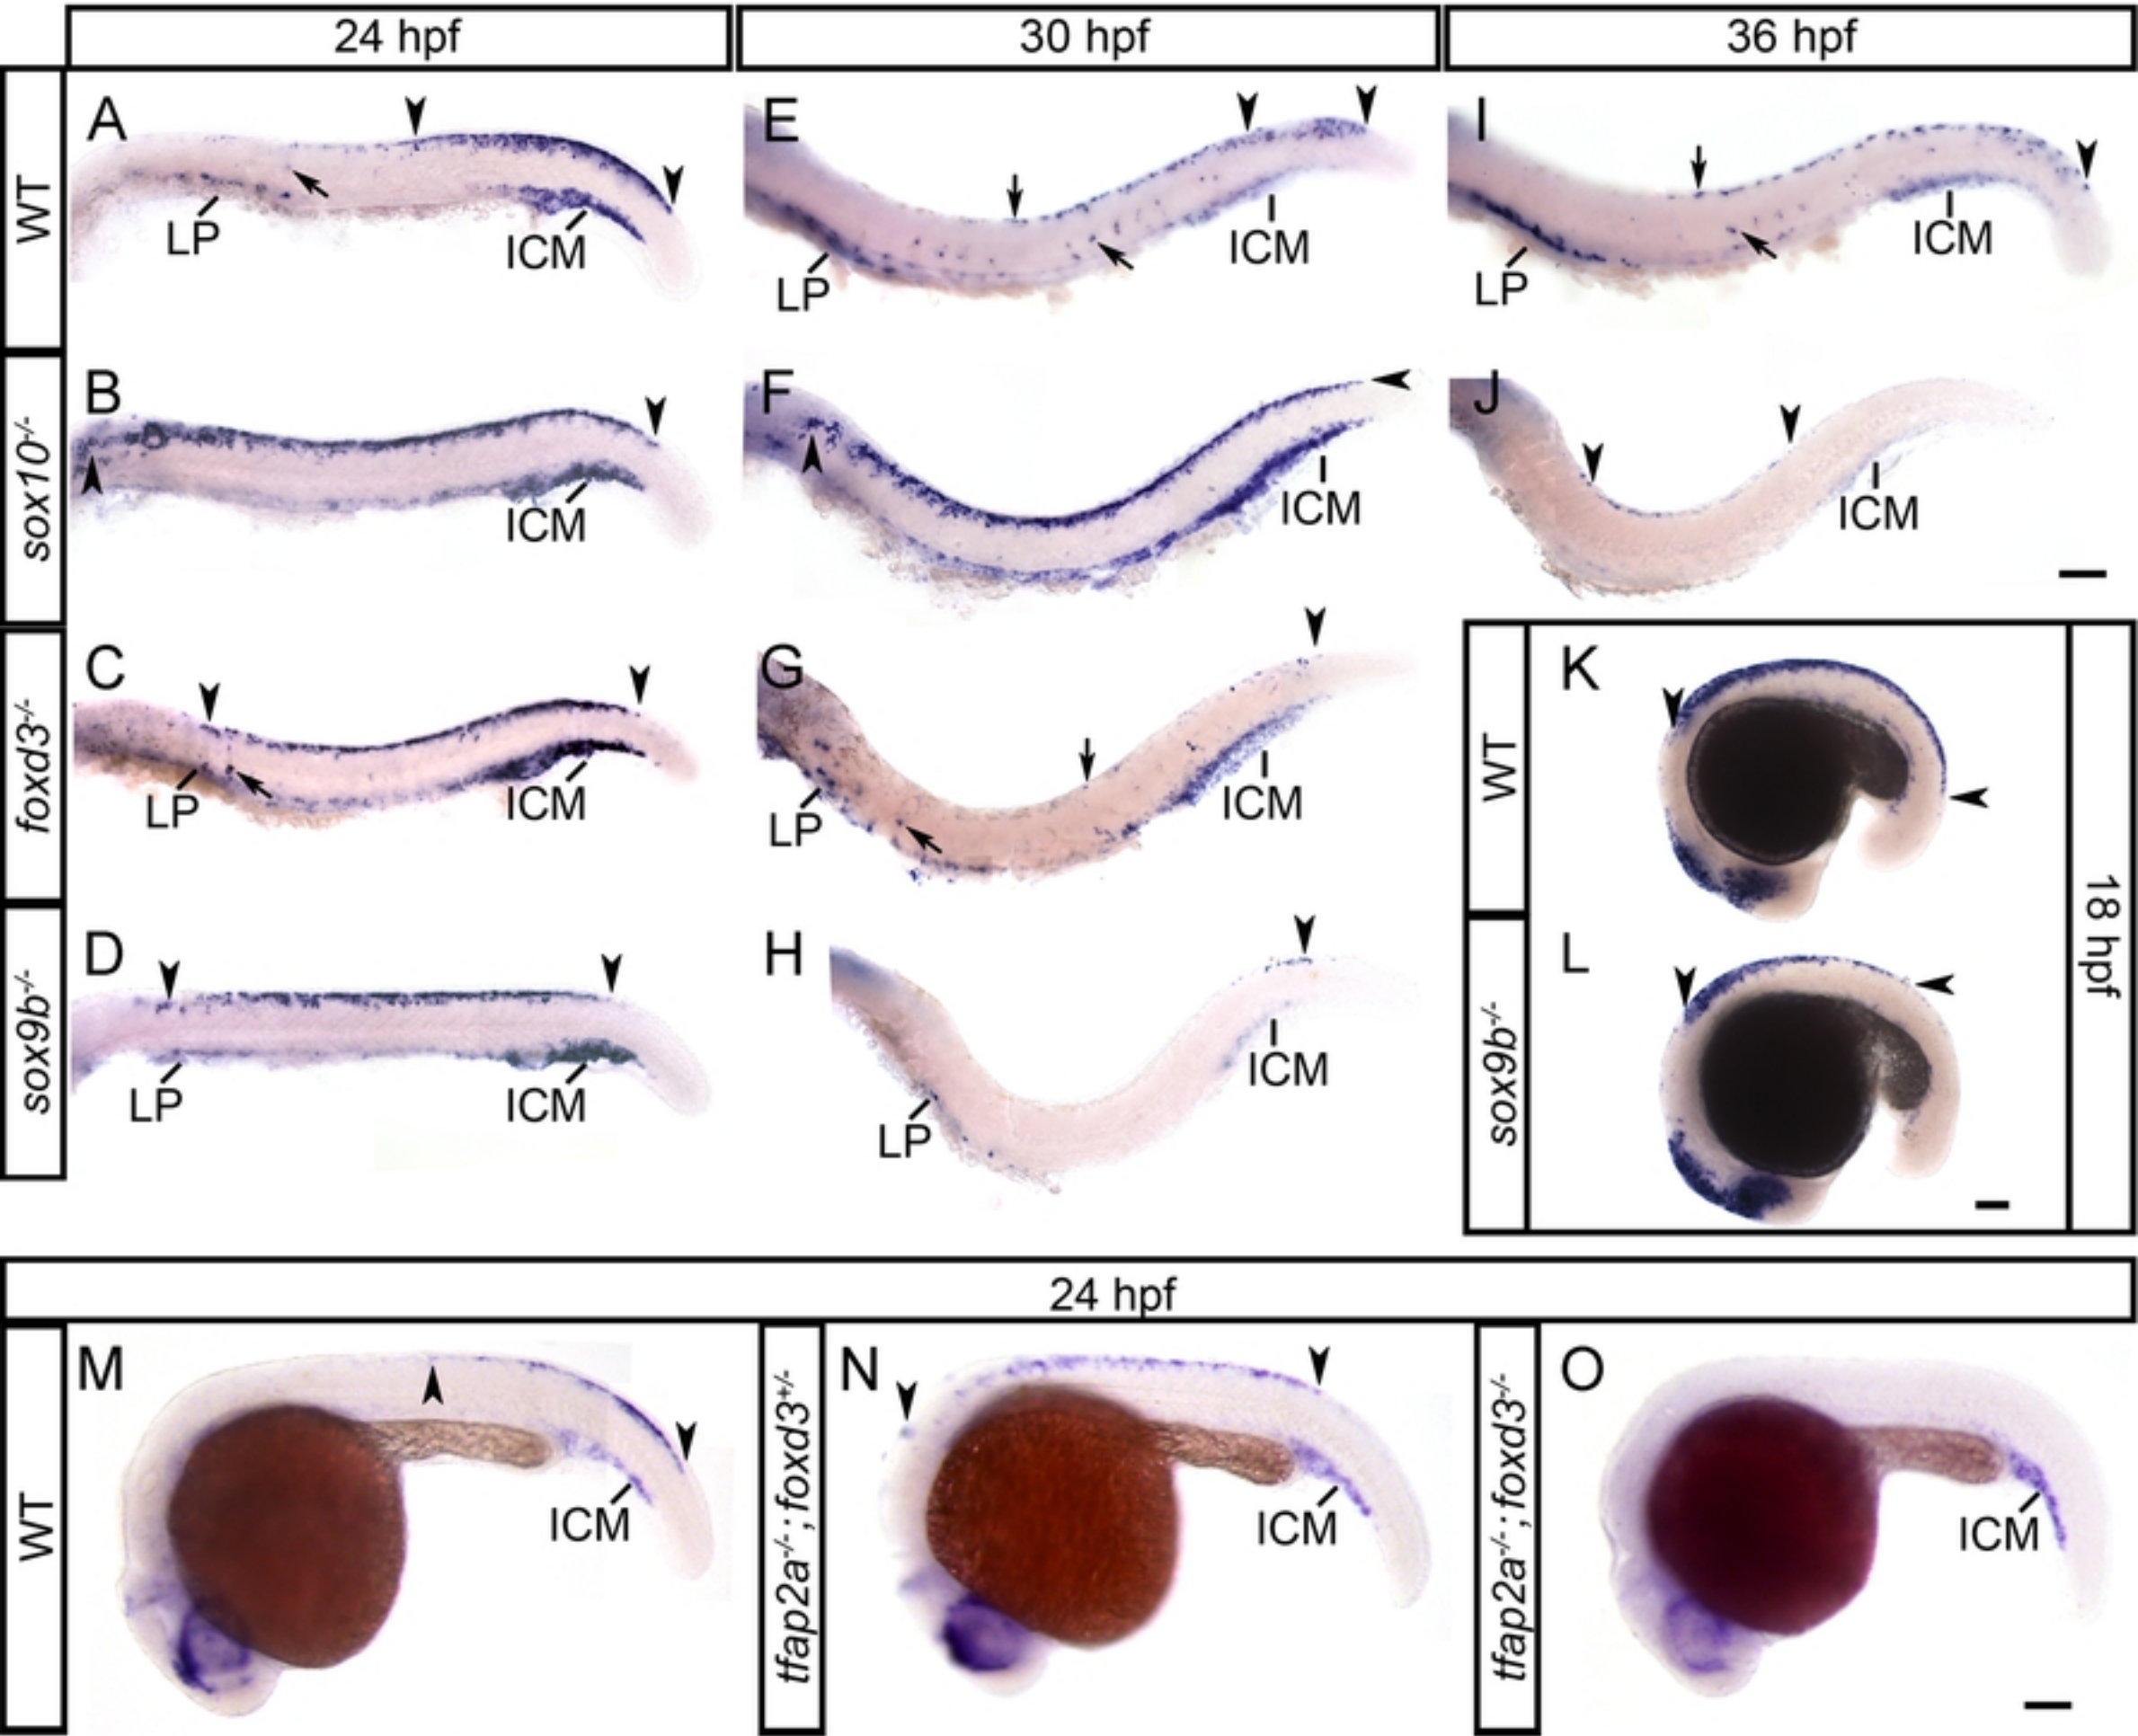 24 hpf 30 hpf 36 hpf
WT
A LP ICM
E LP ICM
I LP ICM
sox10-/-
B ICM
F ICM
J ICM
foxd3-/-
C LP ICM
G LP ICM
sox9b-/-
D LP ICM
H LP ICM
WT
K
sox9b-/-
L
18 hpf
24 hpf
WT
M ICM
tfap2a-/-;foxd3+/-
N ICM
tfap2a-/-;foxd3-/-
O ICM